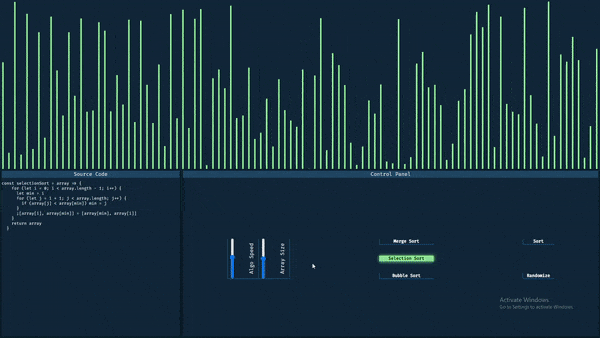 Source Code
Control Panel
const selectionSort = array => {
for (let i = 0; i < array.length - 1; i++) {
let min = i
for (let j = i + 1; j < array.length; j++) {
if (array[j] < array[min]) min = j
}
;[array[i], array[min]] = [array[min], array[i]]
}
return array
}
Algo Speed
Array Size
Merge Sort
Selection Sort
Bubble Sort
Sort
Randomize
Activate Windows
Go to Settings to activate Windows.